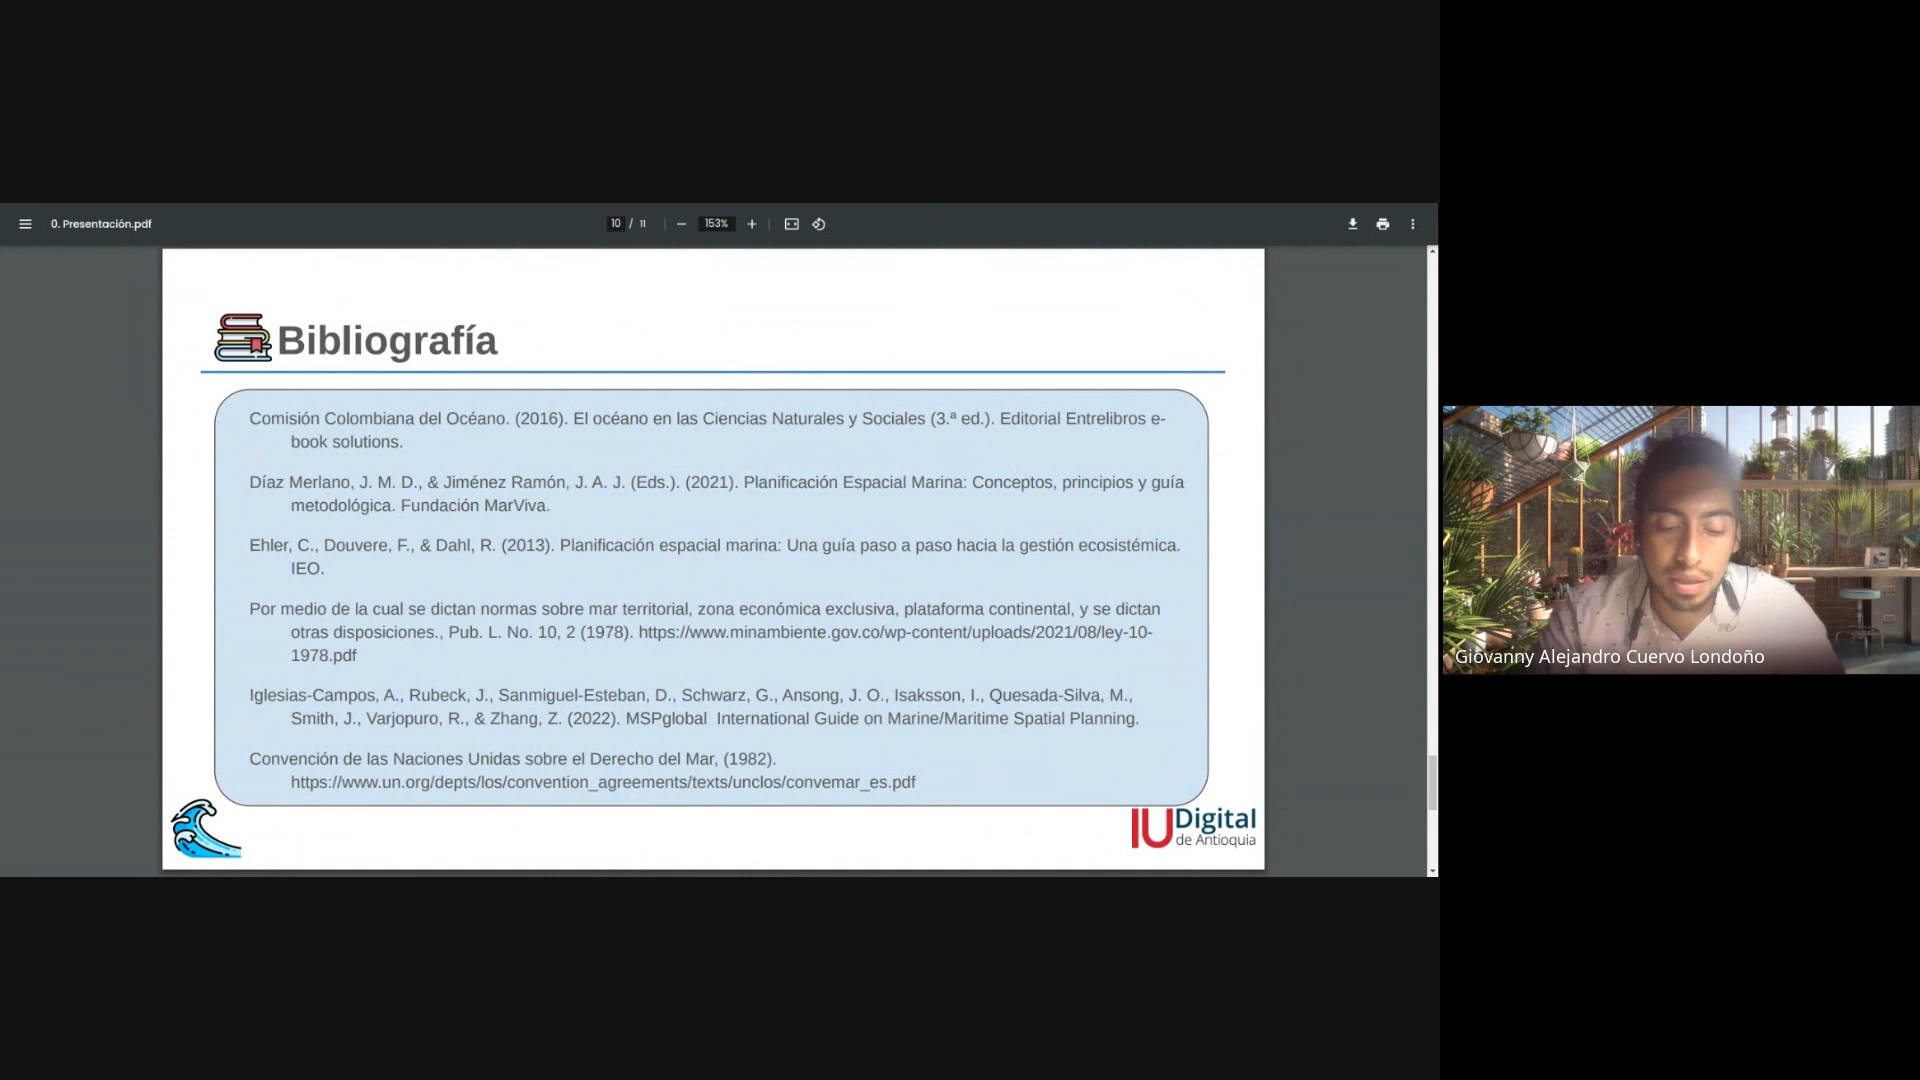 0. Presentación.pdf
10 / 11
153%
Bibliografía
Comisión Colombiana del Océano. (2016). El océano en las Ciencias Naturales y Sociales (3.ª ed.). Editorial Entrelibros e-
book solutions.
Díaz Merlano, J. M. D., & Jiménez Ramón, J. A. J. (Eds.). (2021). Planificación Espacial Marina: Conceptos, principios y guía
metodológica. Fundación MarViva.
Ehler, C., Douvere, F., & Dahl, R. (2013). Planificación espacial marina: Una guía paso a paso hacia la gestión ecosistémica.
IEO.
Por medio de la cual se dictan normas sobre mar territorial, zona económica exclusiva, plataforma continental, y se dictan
otras disposiciones., Pub. L. No. 10, 2 (1978). https://www.minambiente.gov.co/wp-content/uploads/2021/08/ley-10-
1978.pdf
Iglesias-Campos, A., Rubeck, J., Sanmiguel-Esteban, D., Schwarz, G., Ansong, J. O., Isaksson, I., Quesada-Silva, M.,
Smith, J., Varjopuro, R., & Zhang, Z. (2022). MSPglobal International Guide on Marine/Maritime Spatial Planning.
Convención de las Naciones Unidas sobre el Derecho del Mar, (1982).
https://www.un.org/depts/los/convention_agreements/texts/unclos/convemar_es.pdf
IU Digital
de Antioquia
Giovanny Alejandro Cuervo Londoño